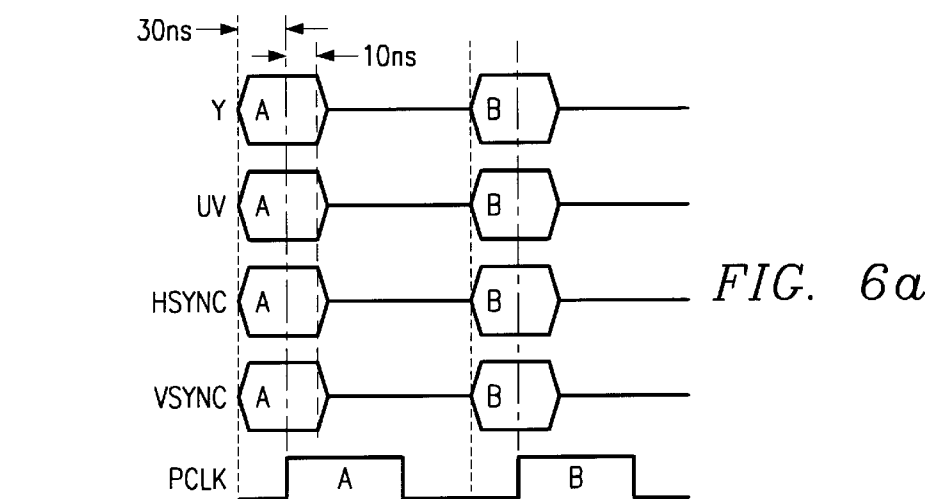 30ns
10ns
Y A B
UV A B
HSYNC A B
FIG. 6a
VSYNC A B
PCLK A B